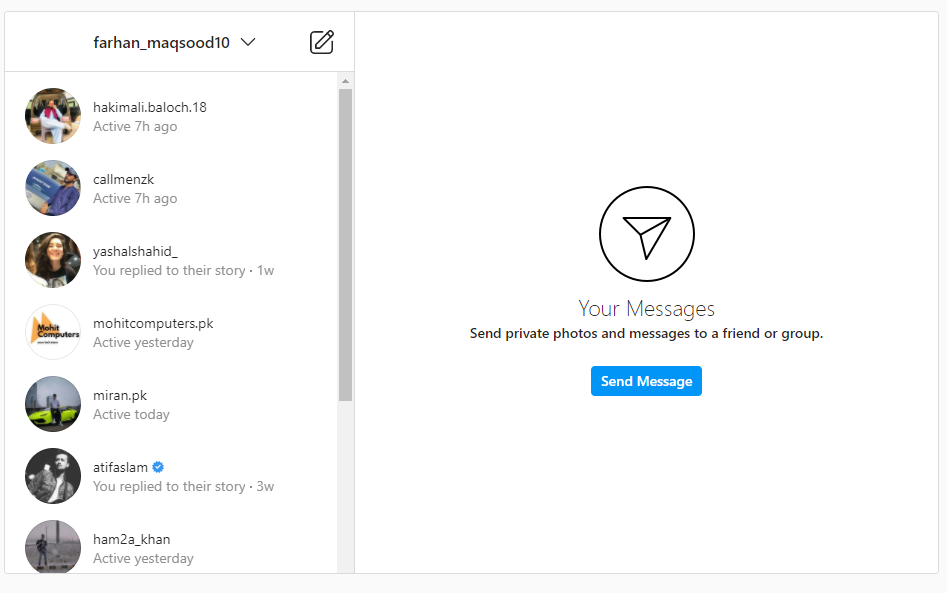 farhan_maqsood10
hakimali.baloch.18
Active 7h ago
callmenzk
Active 7h ago
yashalshahid_
You replied to their story · 1w
Mohit
Computers
mohitcomputers.pk
Active yesterday
miran.pk
Active today
atifaslam
You replied to their story · 3w
ham2a_khan
Active yesterday
Your Messages
Send private photos and messages to a friend or group.
Send Message